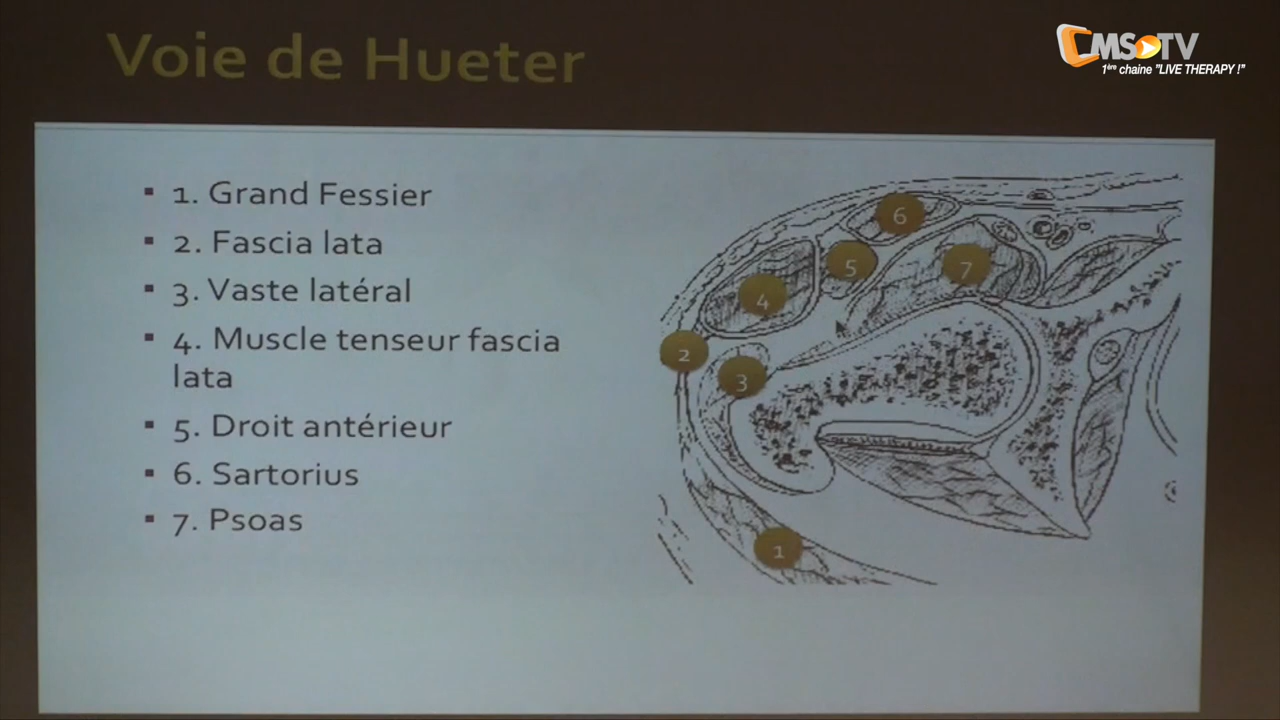 Voie de Hueter
CMSTV
1ère chaine "LIVE THERAPY !"
▪ 1. Grand Fessier
▪ 2. Fascia lata
▪ 3. Vaste latéral
▪ 4. Muscle tenseur fascia
lata
▪ 5. Droit antérieur
▪ 6. Sartorius
▪ 7. Psoas
6
5
7
4
2
3
1